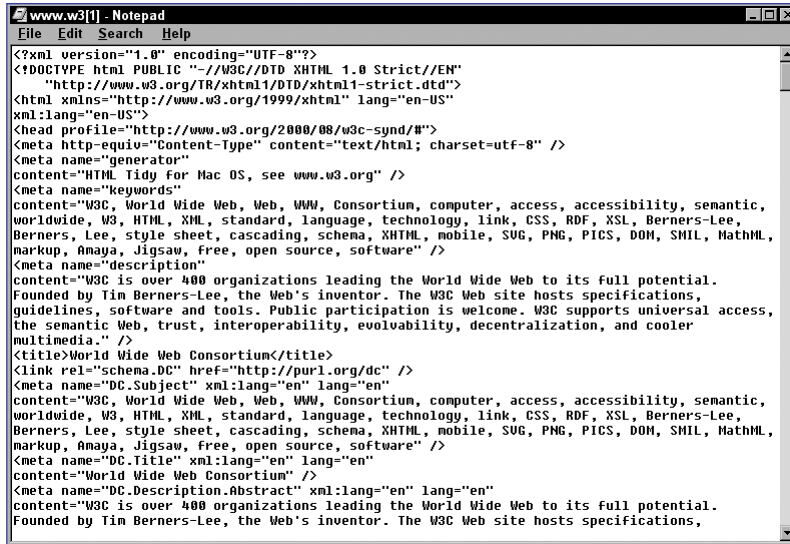 www.w3[1] - Notepad
File Edit Search Help
<?xml version="1.0" encoding="UTF-8"?>
<!DOCTYPE html PUBLIC "-//W3C//DTD XHTML 1.0 Strict//EN"
    "http://www.w3.org/TR/xhtml1/DTD/xhtml1-strict.dtd">
<html xmlns="http://www.w3.org/1999/xhtml" lang="en-US"
xml:lang="en-US">
<head profile="http://www.w3.org/2000/08/w3c-synd/#">
<meta http-equiv="Content-Type" content="text/html; charset=utf-8" />
<meta name="generator"
content="HTML Tidy for Mac OS, see www.w3.org" />
<meta name="keywords"
content="W3C, World Wide Web, Web, WWW, Consortium, computer, access, accessibility, semantic,
worldwide, W3, HTML, XML, standard, language, technology, link, CSS, RDF, XSL, Berners-Lee,
Berners, Lee, style sheet, cascading, schema, XHTML, mobile, SVG, PNG, PICS, DOM, SMIL, MathML,
markup, Amaya, Jigsaw, free, open source, software" />
<meta name="description"
content="W3C is over 400 organizations leading the World Wide Web to its full potential.
Founded by Tim Berners-Lee, the Web's inventor. The W3C Web site hosts specifications,
guidelines, software and tools. Public participation is welcome. W3C supports universal access,
the semantic Web, trust, interoperability, evolvability, decentralization, and cooler
multimedia." />
<title>World Wide Web Consortium</title>
<link rel="schema.DC" href="http://purl.org/dc" />
<meta name="DC.Subject" xml:lang="en" lang="en"
content="W3C, World Wide Web, Web, WWW, Consortium, computer, access, accessibility, semantic,
worldwide, W3, HTML, XML, standard, language, technology, link, CSS, RDF, XSL, Berners-Lee,
Berners, Lee, style sheet, cascading, schema, XHTML, mobile, SVG, PNG, PICS, DOM, SMIL, MathML,
markup, Amaya, Jigsaw, free, open source, software" />
<meta name="DC.Title" xml:lang="en" lang="en"
content="World Wide Web Consortium" />
<meta name="DC.Description.Abstract" xml:lang="en" lang="en"
content="W3C is over 400 organizations leading the World Wide Web to its full potential.
Founded by Tim Berners-Lee, the Web's inventor. The W3C Web site hosts specifications,